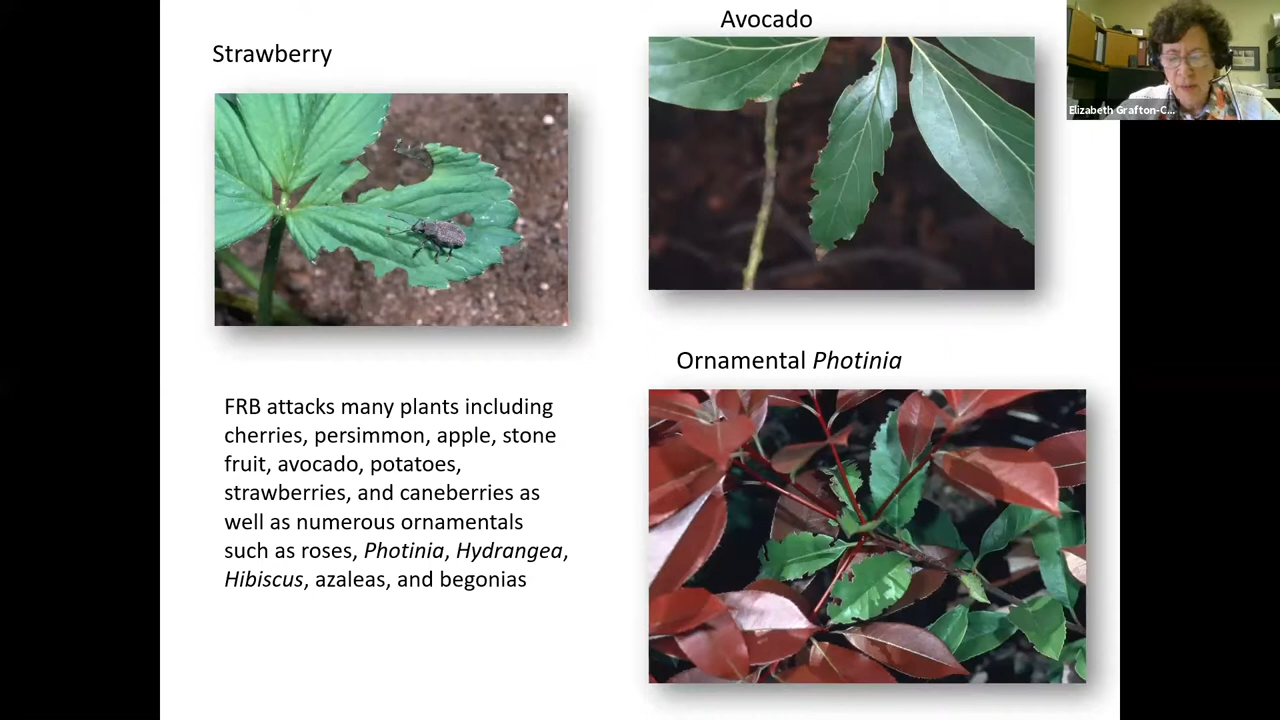 Strawberry
Avocado
Elizabeth Grafton-C...
Ornamental Photinia
FRB attacks many plants including
cherries, persimmon, apple, stone
fruit, avocado, potatoes,
strawberries, and caneberries as
well as numerous ornamentals
such as roses, Photinia, Hydrangea,
Hibiscus, azaleas, and begonias